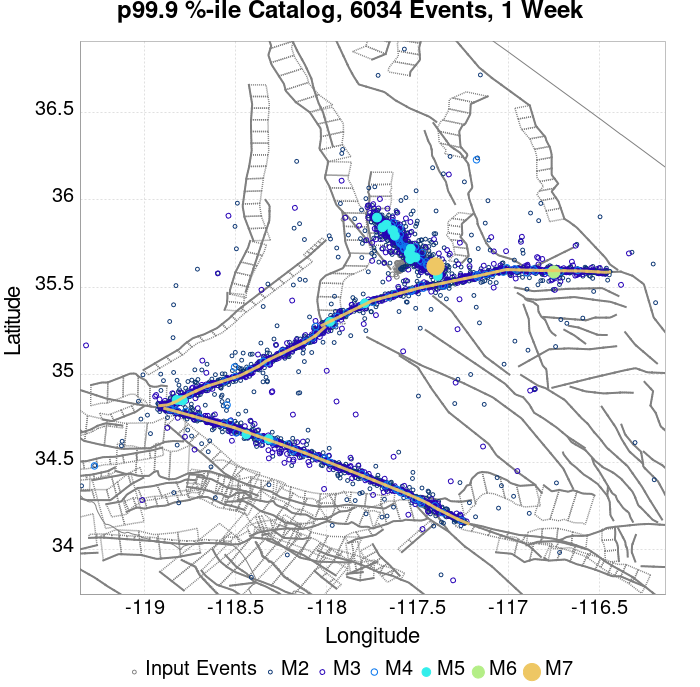 p99.9 %-ile Catalog, 6034 Events, 1 Week
36.5
36
35.5
35
34.5
34
Latitude
-119 -118.5 -118 -117.5 -117 -116.5
Longitude
Input Events M2 M3 M4 M5 M6 M7